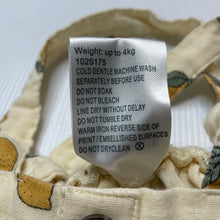 Weight: up to 4kg
1025175
COLD GENTLE MACHINE WASH
SEPARATELY BEFORE USE
DO NOT SOAK
DO NOT BLEACH
LINE DRY WITHOUT DELAY
DO NOT TUMBLE DRY
WARM IRON REVERSE SIDE OF
PRINT/EMBELLISHED SURFACES
DO NOT DRYCLEAN